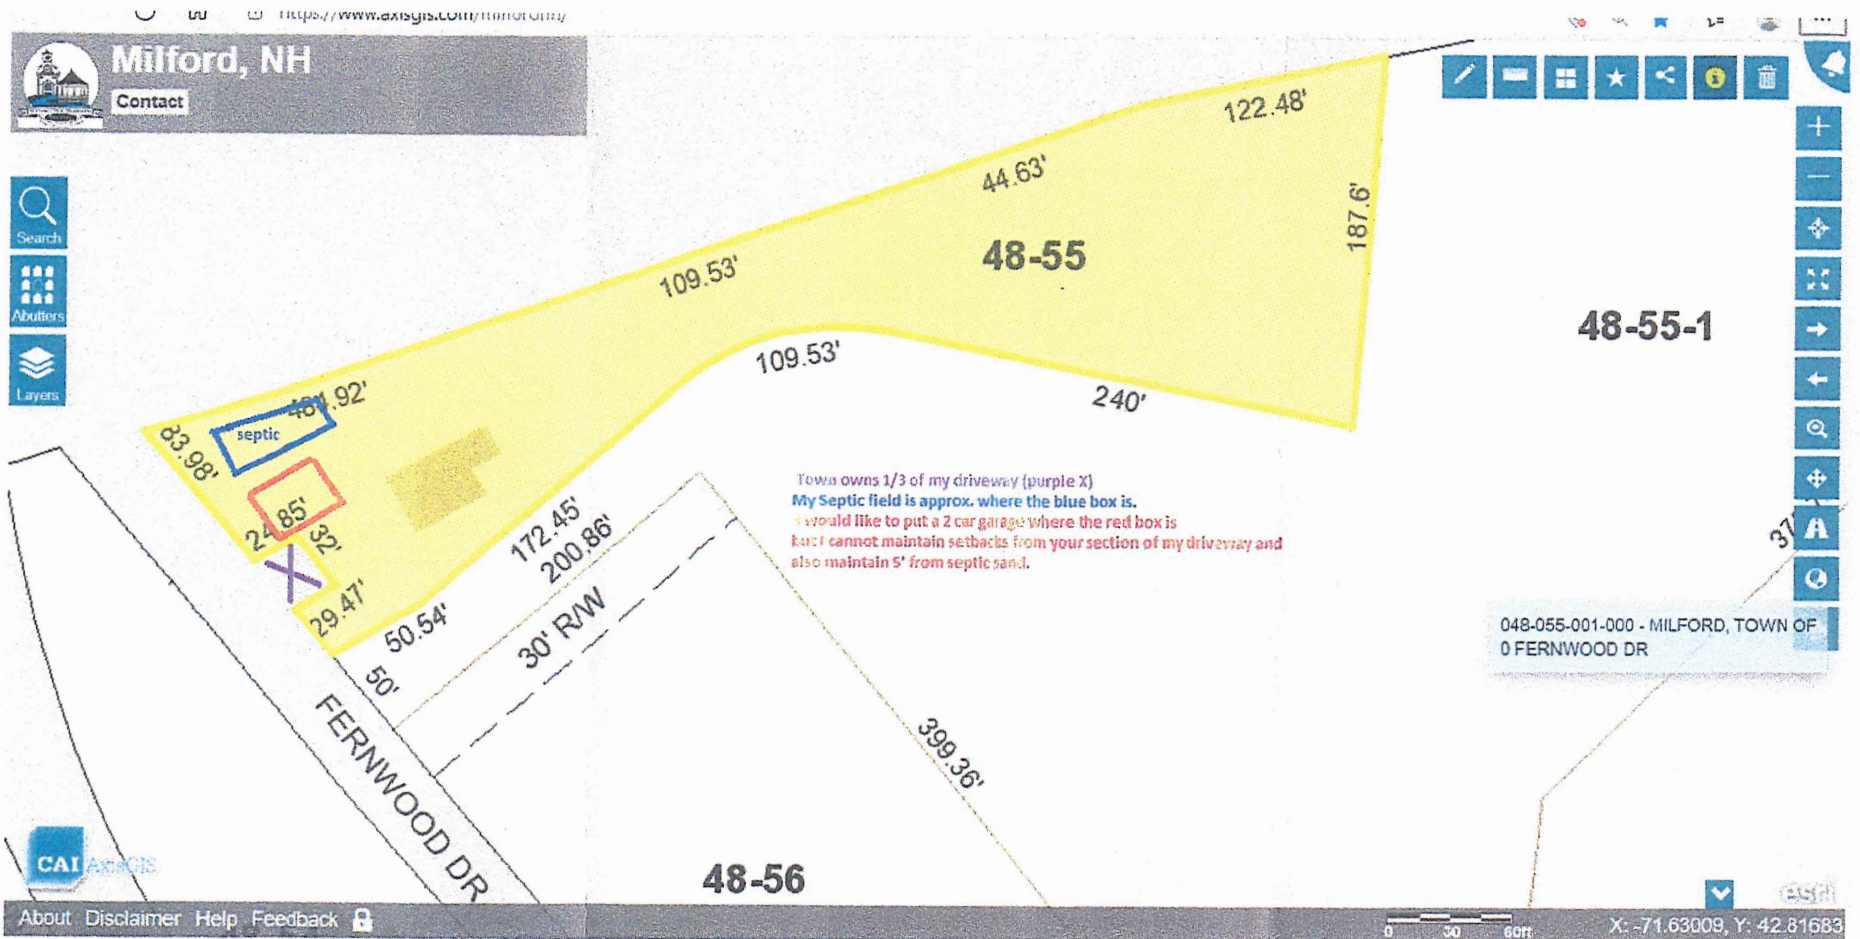 https://www.axisgis.com/milfordnh/
Milford, NH
Contact
Search
Abutters
Layers
122.48'
44.63'
187.6'
48-55
109.53'
48-55-1
109.53'
240'
484.92'
83.98'
septic
24.85'
32'
29.47'
50.54'
50'
172.45'
200.86'
30' R/W
399.36'
FERNWOOD DR
48-56
Town owns 1/3 of my driveway (purple X)
My Septic field is approx. where the blue box is.
I would like to put a 2 car garage where the red box is
but I cannot maintain setbacks from your section of my driveway and
also maintain 5' from septic sand.
048-055-001-000 - MILFORD, TOWN OF
0 FERNWOOD DR
CAI AxisGIS
esri
About Disclaimer Help Feedback
0 30 60ft
X: -71.63009, Y: 42.81683